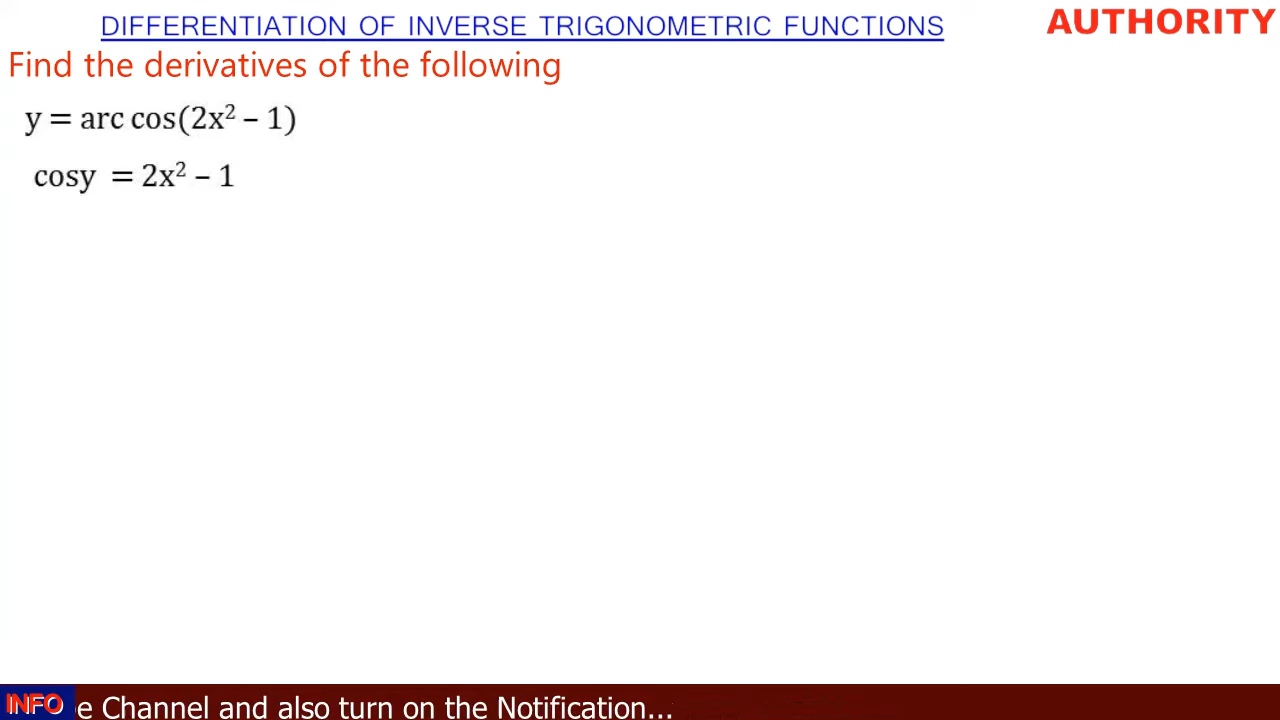 DIFFERENTIATION OF INVERSE TRIGONOMETRIC FUNCTIONS
AUTHORITY
Find the derivatives of the following
y = arc cos(2x² – 1)
cosy = 2x² – 1
INFO
e Channel and also turn on the Notification...